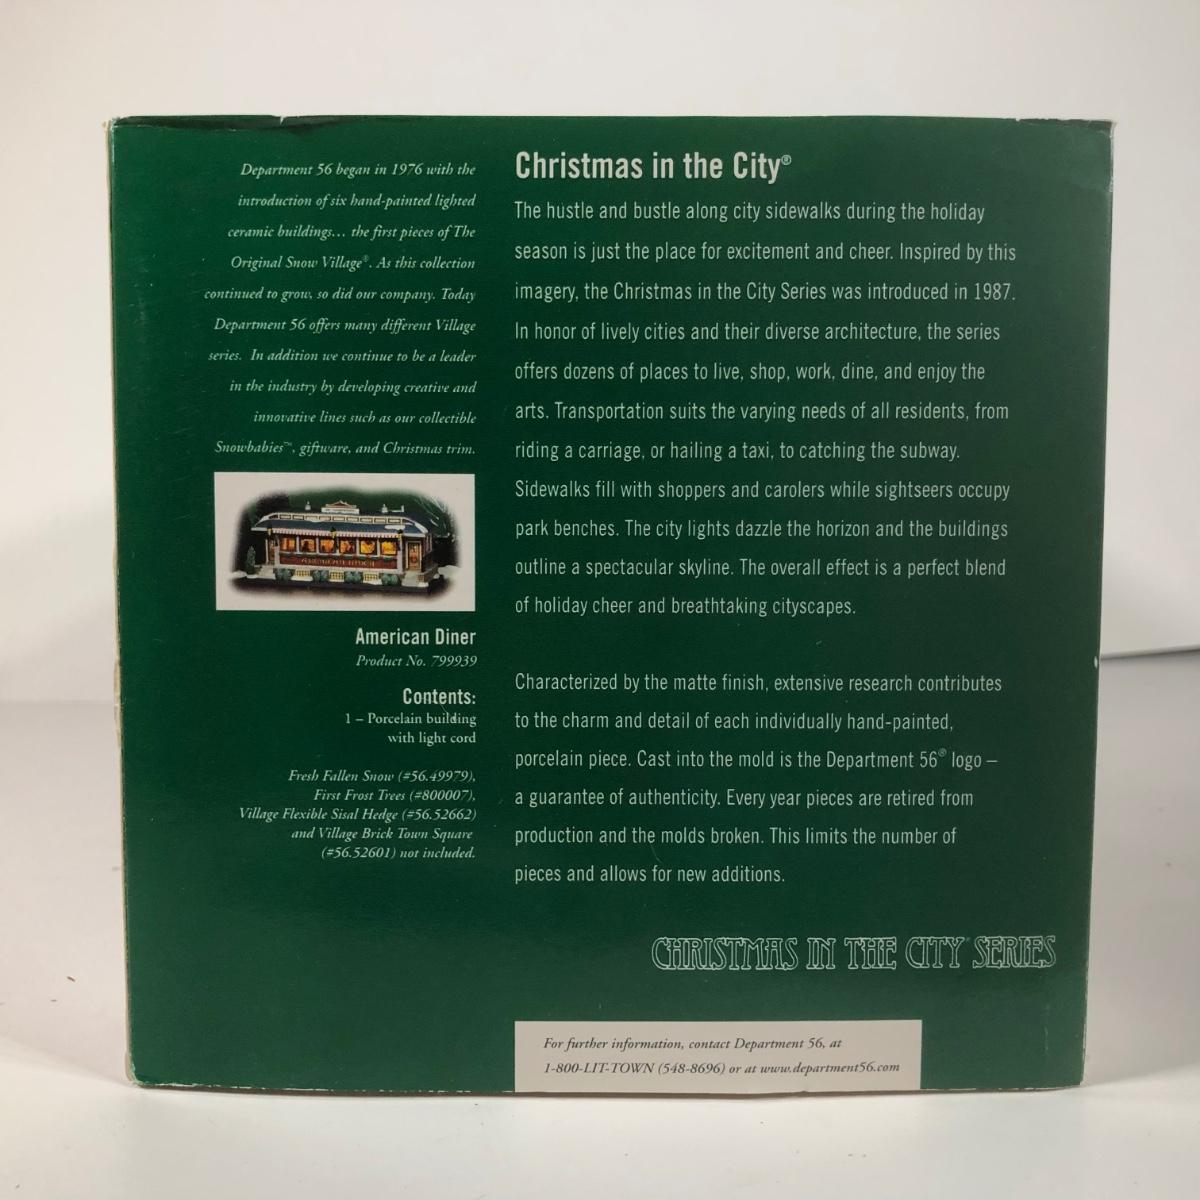 Department 56 began in 1976 with the
introduction of six hand-painted lighted
ceramic buildings... the first pieces of The
Original Snow Village®. As this collection
continued to grow, so did our company. Today
Department 56 offers many different Village
series. In addition we continue to be a leader
in the industry by developing creative and
innovative lines such as our collectible
Snowbabies™, giftware, and Christmas trim.
American Diner
Product No. 799939
Contents:
1 – Porcelain building
with light cord
Fresh Fallen Snow (#56.49979),
First Frost Trees (#800007),
Village Flexible Sisal Hedge (#56.52662)
and Village Brick Town Square
(#56.52601) not included.
Christmas in the City®
The hustle and bustle along city sidewalks during the holiday
season is just the place for excitement and cheer. Inspired by this
imagery, the Christmas in the City Series was introduced in 1987.
In honor of lively cities and their diverse architecture, the series
offers dozens of places to live, shop, work, dine, and enjoy the
arts. Transportation suits the varying needs of all residents, from
riding a carriage, or hailing a taxi, to catching the subway.
Sidewalks fill with shoppers and carolers while sightseers occupy
park benches. The city lights dazzle the horizon and the buildings
outline a spectacular skyline. The overall effect is a perfect blend
of holiday cheer and breathtaking cityscapes.
Characterized by the matte finish, extensive research contributes
to the charm and detail of each individually hand-painted,
porcelain piece. Cast into the mold is the Department 56® logo –
a guarantee of authenticity. Every year pieces are retired from
production and the molds broken. This limits the number of
pieces and allows for new additions.
CHRISTMAS IN THE CITY® SERIES
For further information, contact Department 56, at
1-800-LIT-TOWN (548-8696) or at www.department56.com